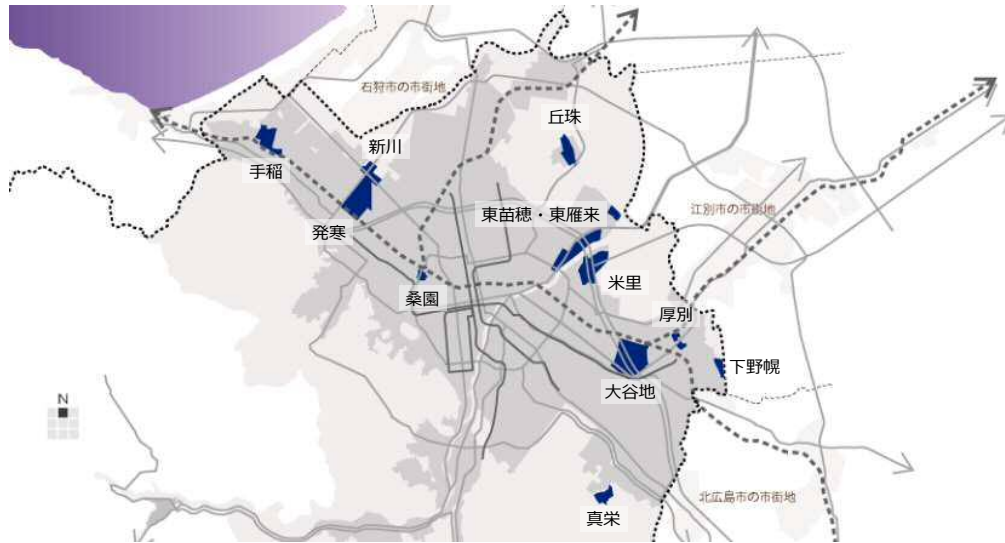 石狩市の市街地
丘珠
新川
手稲
東苗穂・東雁来
江別市の市街地
発寒
米里
桑園
厚別
下野幌
大谷地
N
北広島市の市街地
真栄